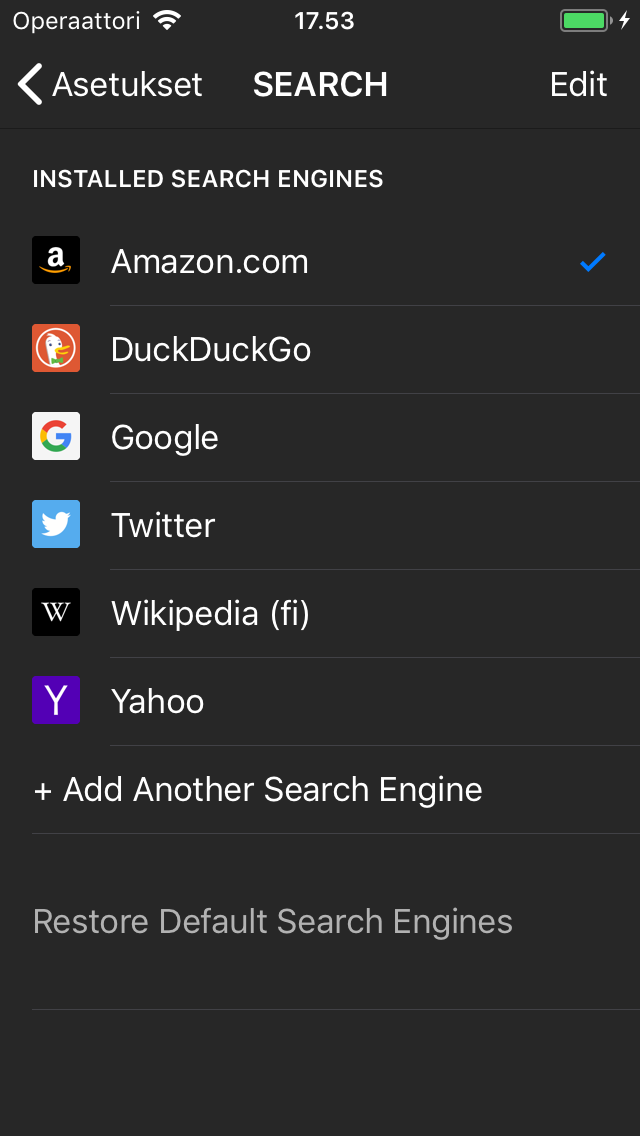 Operaattori 17.53
Asetukset SEARCH Edit
INSTALLED SEARCH ENGINES
a Amazon.com
DuckDuckGo
G Google
Twitter
W Wikipedia (fi)
Y Yahoo
+ Add Another Search Engine
Restore Default Search Engines